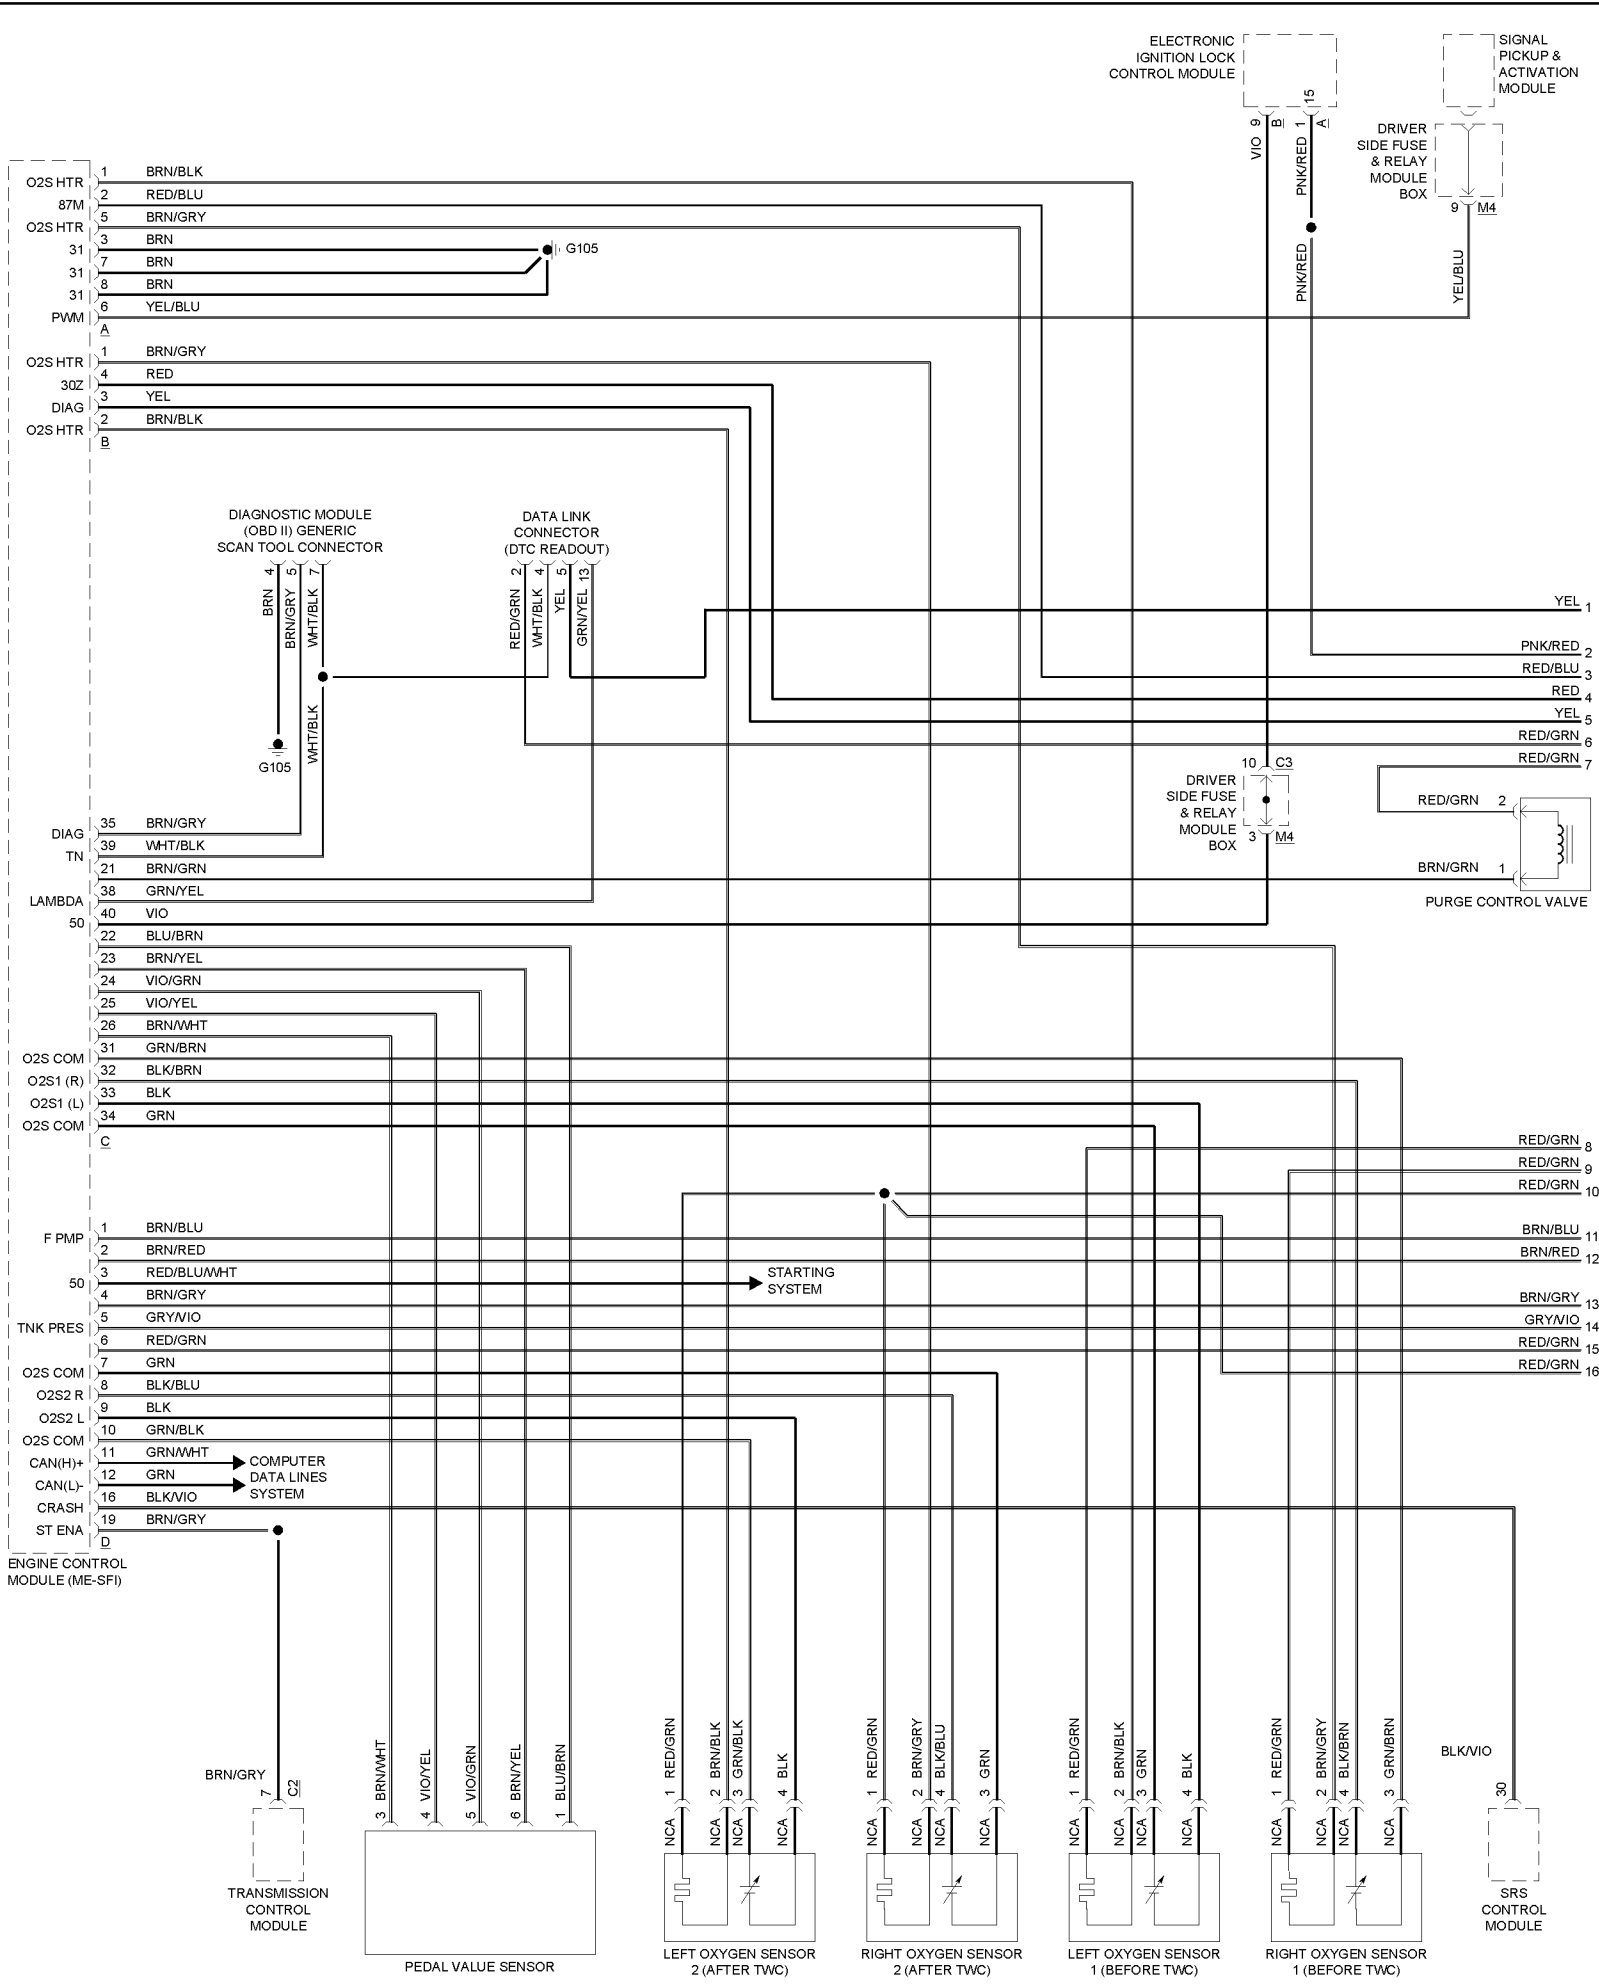 ELECTRONIC
IGNITION LOCK
CONTROL MODULE
15
9
B
1
A
VIO
PNK/RED
PNK/RED
SIGNAL
PICKUP &
ACTIVATION
MODULE
DRIVER
SIDE FUSE
& RELAY
MODULE
BOX
9 M4
YEL/BLU
O2S HTR 1 BRN/BLK
87M 2 RED/BLU
O2S HTR 5 BRN/GRY
31 3 BRN
G105
31 7 BRN
31 8 BRN
PWM 6 YEL/BLU
A
O2S HTR 1 BRN/GRY
30Z 4 RED
DIAG 3 YEL
O2S HTR 2 BRN/BLK
B
DIAGNOSTIC MODULE
(OBD II) GENERIC
SCAN TOOL CONNECTOR
4 5 7
BRN
BRN/GRY
WHT/BLK
WHT/BLK
G105
DATA LINK
CONNECTOR
(DTC READOUT)
2 4 5 13
RED/GRN
WHT/BLK
YEL
GRN/YEL
YEL 1
PNK/RED 2
RED/BLU 3
RED 4
YEL 5
RED/GRN 6
RED/GRN 7
10 C3
DRIVER
SIDE FUSE
& RELAY
MODULE
BOX
3 M4
RED/GRN 2
BRN/GRN 1
PURGE CONTROL VALVE
DIAG 35 BRN/GRY
TN 39 WHT/BLK
21 BRN/GRN
LAMBDA 38 GRN/YEL
50 40 VIO
22 BLU/BRN
23 BRN/YEL
24 VIO/GRN
25 VIO/YEL
26 BRN/WHT
O2S COM 31 GRN/BRN
O2S1 (R) 32 BLK/BRN
O2S1 (L) 33 BLK
O2S COM 34 GRN
C
RED/GRN 8
RED/GRN 9
RED/GRN 10
F PMP 1 BRN/BLU
BRN/BLU 11
2 BRN/RED
BRN/RED 12
50 3 RED/BLU/WHT
STARTING
SYSTEM
4 BRN/GRY
BRN/GRY 13
TNK PRES 5 GRY/VIO
GRY/VIO 14
6 RED/GRN
RED/GRN 15
O2S COM 7 GRN
RED/GRN 16
O2S2 R 8 BLK/BLU
O2S2 L 9 BLK
O2S COM 10 GRN/BLK
CAN(H)+ 11 GRN/WHT
CAN(L)- 12 GRN
COMPUTER
DATA LINES
SYSTEM
CRASH 16 BLK/VIO
ST ENA 19 BRN/GRY
D
ENGINE CONTROL
MODULE (ME-SFI)
BRN/GRY
7
C2
TRANSMISSION
CONTROL
MODULE
3 BRN/WHT
4 VIO/YEL
5 VIO/GRN
6 BRN/YEL
1 BLU/BRN
PEDAL VALUE SENSOR
NCA 1 RED/GRN
NCA 2 BRN/BLK
NCA 3 GRN/BLK
NCA 4 BLK
LEFT OXYGEN SENSOR
2 (AFTER TWC)
NCA 1 RED/GRN
NCA 2 BRN/GRY
NCA 4 BLK/BLU
NCA 3 GRN
RIGHT OXYGEN SENSOR
2 (AFTER TWC)
NCA 1 RED/GRN
NCA 2 BRN/BLK
NCA 3 GRN
NCA 4 BLK
LEFT OXYGEN SENSOR
1 (BEFORE TWC)
NCA 1 RED/GRN
NCA 2 BRN/GRY
NCA 4 BLK/BRN
NCA 3 GRN/BRN
RIGHT OXYGEN SENSOR
1 (BEFORE TWC)
BLK/VIO
30
SRS
CONTROL
MODULE